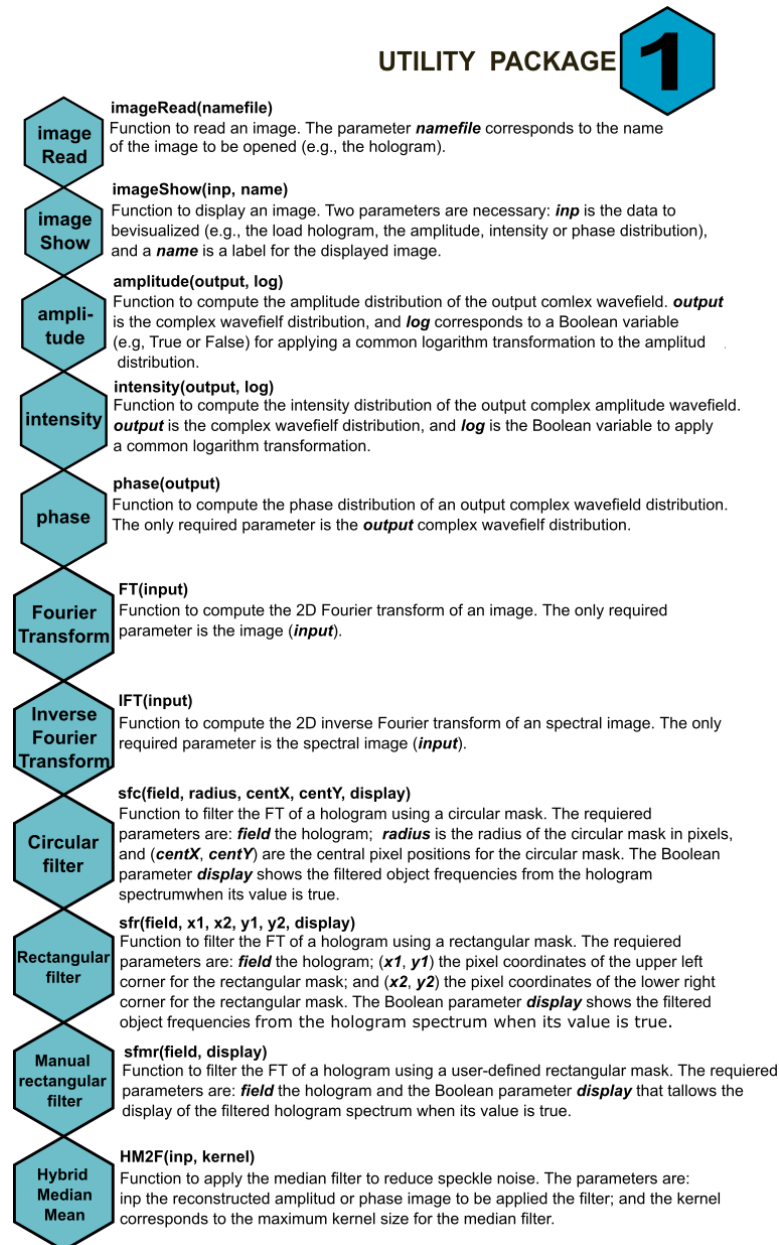 UTILITY PACKAGE 1
image
Read
imageRead(namefile)
Function to read an image. The parameter namefile corresponds to the name
of the image to be opened (e.g., the hologram).
image
Show
imageShow(inp, name)
Function to display an image. Two parameters are necessary: inp is the data to
bevisualized (e.g., the load hologram, the amplitude, intensity or phase distribution),
and a name is a label for the displayed image.
ampli-
tude
amplitude(output, log)
Function to compute the amplitude distribution of the output comlex wavefield. output
is the complex wavefielf distribution, and log corresponds to a Boolean variable
(e.g, True or False) for applying a common logarithm transformation to the amplitud
distribution.
intensity
intensity(output, log)
Function to compute the intensity distribution of the output complex amplitude wavefield.
output is the complex wavefielf distribution, and log is the Boolean variable to apply
a common logarithm transformation.
phase
phase(output)
Function to compute the phase distribution of an output complex wavefield distribution.
The only required parameter is the output complex wavefielf distribution.
Fourier
Transform
FT(input)
Function to compute the 2D Fourier transform of an image. The only required
parameter is the image (input).
Inverse
Fourier
Transform
IFT(input)
Function to compute the 2D inverse Fourier transform of an spectral image. The only
required parameter is the spectral image (input).
Circular
filter
sfc(field, radius, centX, centY, display)
Function to filter the FT of a hologram using a circular mask. The requiered
parameters are: field the hologram; radius is the radius of the circular mask in pixels,
and (centX, centY) are the central pixel positions for the circular mask. The Boolean
parameter display shows the filtered object frequencies from the hologram
spectrumwhen its value is true.
Rectangular
filter
sfr(field, x1, x2, y1, y2, display)
Function to filter the FT of a hologram using a rectangular mask. The requiered
parameters are: field the hologram; (x1, y1) the pixel coordinates of the upper left
corner for the rectangular mask; and (x2, y2) the pixel coordinates of the lower right
corner for the rectangular mask. The Boolean parameter display shows the filtered
object frequencies from the hologram spectrum when its value is true.
Manual
rectangular
filter
sfmr(field, display)
Function to filter the FT of a hologram using a user-defined rectangular mask. The requiered
parameters are: field the hologram and the Boolean parameter display that tallows the
display of the filtered hologram spectrum when its value is true.
Hybrid
Median
Mean
HM2F(inp, kernel)
Function to apply the median filter to reduce speckle noise. The parameters are:
inp the reconstructed amplitud or phase image to be applied the filter; and the kernel
corresponds to the maximum kernel size for the median filter.